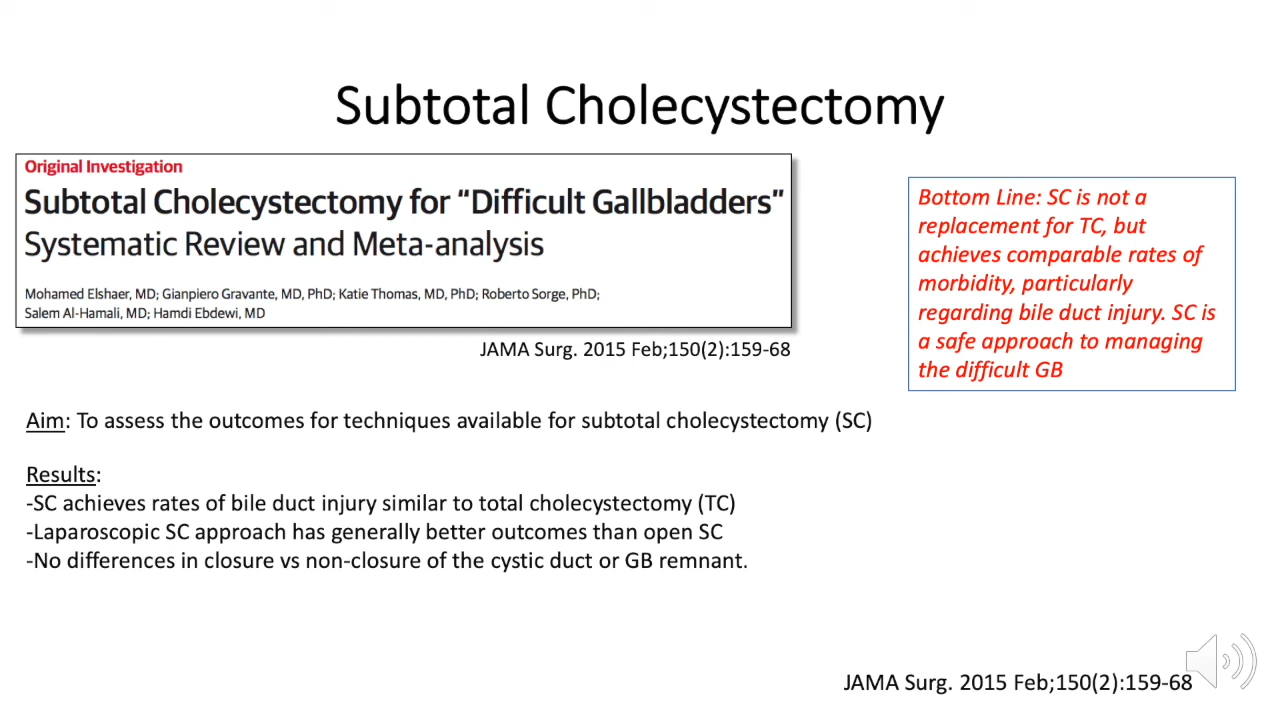 Subtotal Cholecystectomy
Original Investigation
Subtotal Cholecystectomy for “Difficult Gallbladders”
Systematic Review and Meta-analysis
Mohamed Elshaer, MD; Gianpiero Gravante, MD, PhD; Katie Thomas, MD, PhD; Roberto Sorge, PhD;
Salem Al-Hamali, MD; Hamdi Ebdewi, MD
JAMA Surg. 2015 Feb;150(2):159-68
Bottom Line: SC is not a
replacement for TC, but
achieves comparable rates of
morbidity, particularly
regarding bile duct injury. SC is
a safe approach to managing
the difficult GB
Aim: To assess the outcomes for techniques available for subtotal cholecystectomy (SC)
Results:
-SC achieves rates of bile duct injury similar to total cholecystectomy (TC)
-Laparoscopic SC approach has generally better outcomes than open SC
-No differences in closure vs non-closure of the cystic duct or GB remnant.
JAMA Surg. 2015 Feb;150(2):159-68